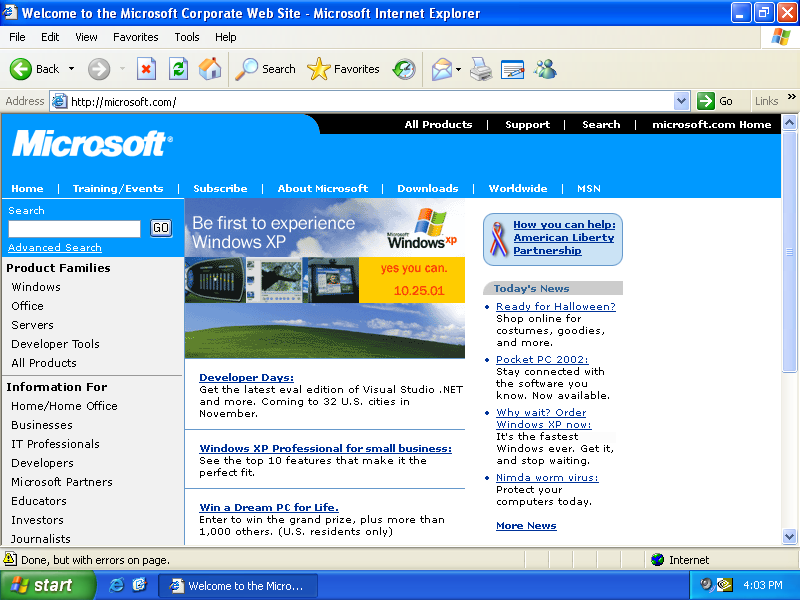 Welcome to the Microsoft Corporate Web Site - Microsoft Internet Explorer
File Edit View Favorites Tools Help
Back Search Favorites
Address http://microsoft.com/ Go Links »
All Products | Support | Search | microsoft.com Home
Microsoft®
Home | Training/Events | Subscribe | About Microsoft | Downloads | Worldwide | MSN
Search
GO
Advanced Search
Product Families
Windows
Office
Servers
Developer Tools
All Products
Information For
Home/Home Office
Businesses
IT Professionals
Developers
Microsoft Partners
Educators
Investors
Journalists
Be first to experience
Windows XP
Microsoft
Windows xp
yes you can.
10.25.01
Developer Days:
Get the latest eval edition of Visual Studio .NET
and more. Coming to 32 U.S. cities in
November.
Windows XP Professional for small business:
See the top 10 features that make it the
perfect fit.
Win a Dream PC for Life.
Enter to win the grand prize, plus more than
1,000 others. (U.S. residents only)
How you can help:
American Liberty
Partnership
Today's News
• Ready for Halloween?
Shop online for
costumes, goodies,
and more.
• Pocket PC 2002:
Stay connected with
the software you
know. Now available.
• Why wait? Order
Windows XP now:
It's the fastest
Windows ever. Get it,
and stop waiting.
• Nimda worm virus:
Protect your
computers today.
More News
Done, but with errors on page. Internet
start Welcome to the Micro... 4:03 PM